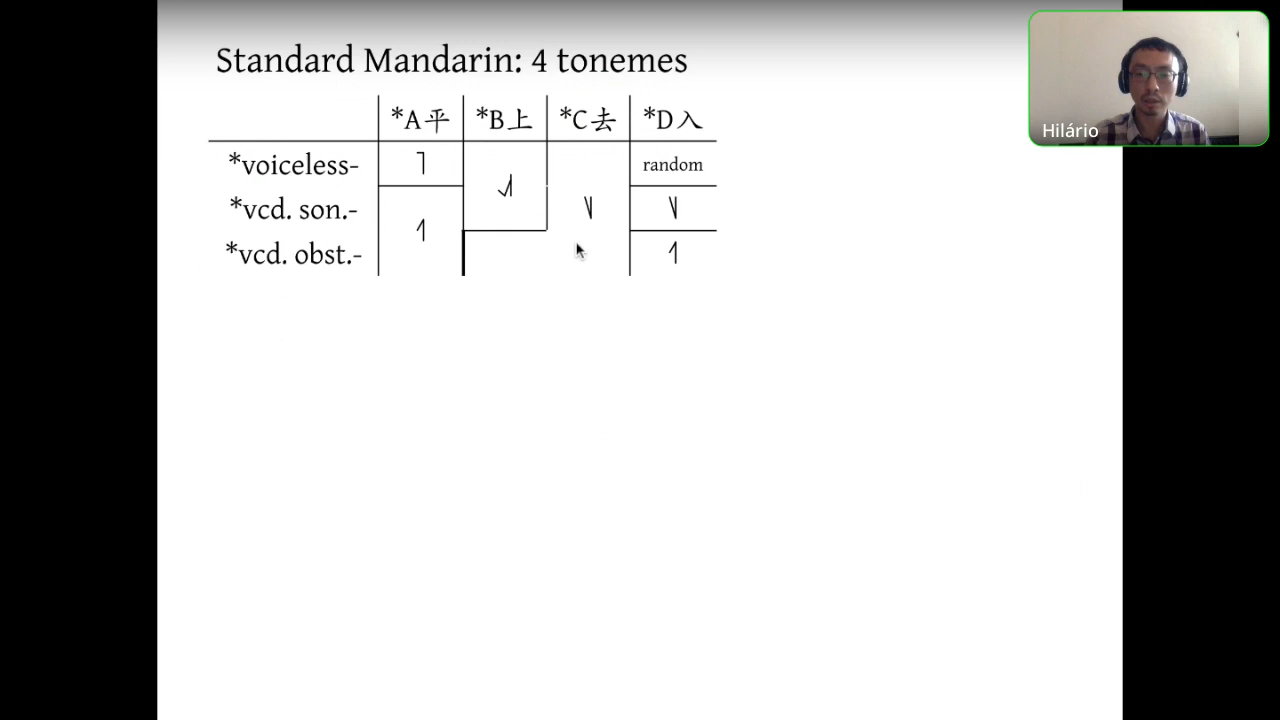 Standard Mandarin: 4 tonemes
*A平 *B上 *C去 *D入
*voiceless- ˥ random
*vcd. son.- ˨˩˦ ˥˩ ˥˩
*vcd. obst.- ˧˥ ˧˥
Hilário